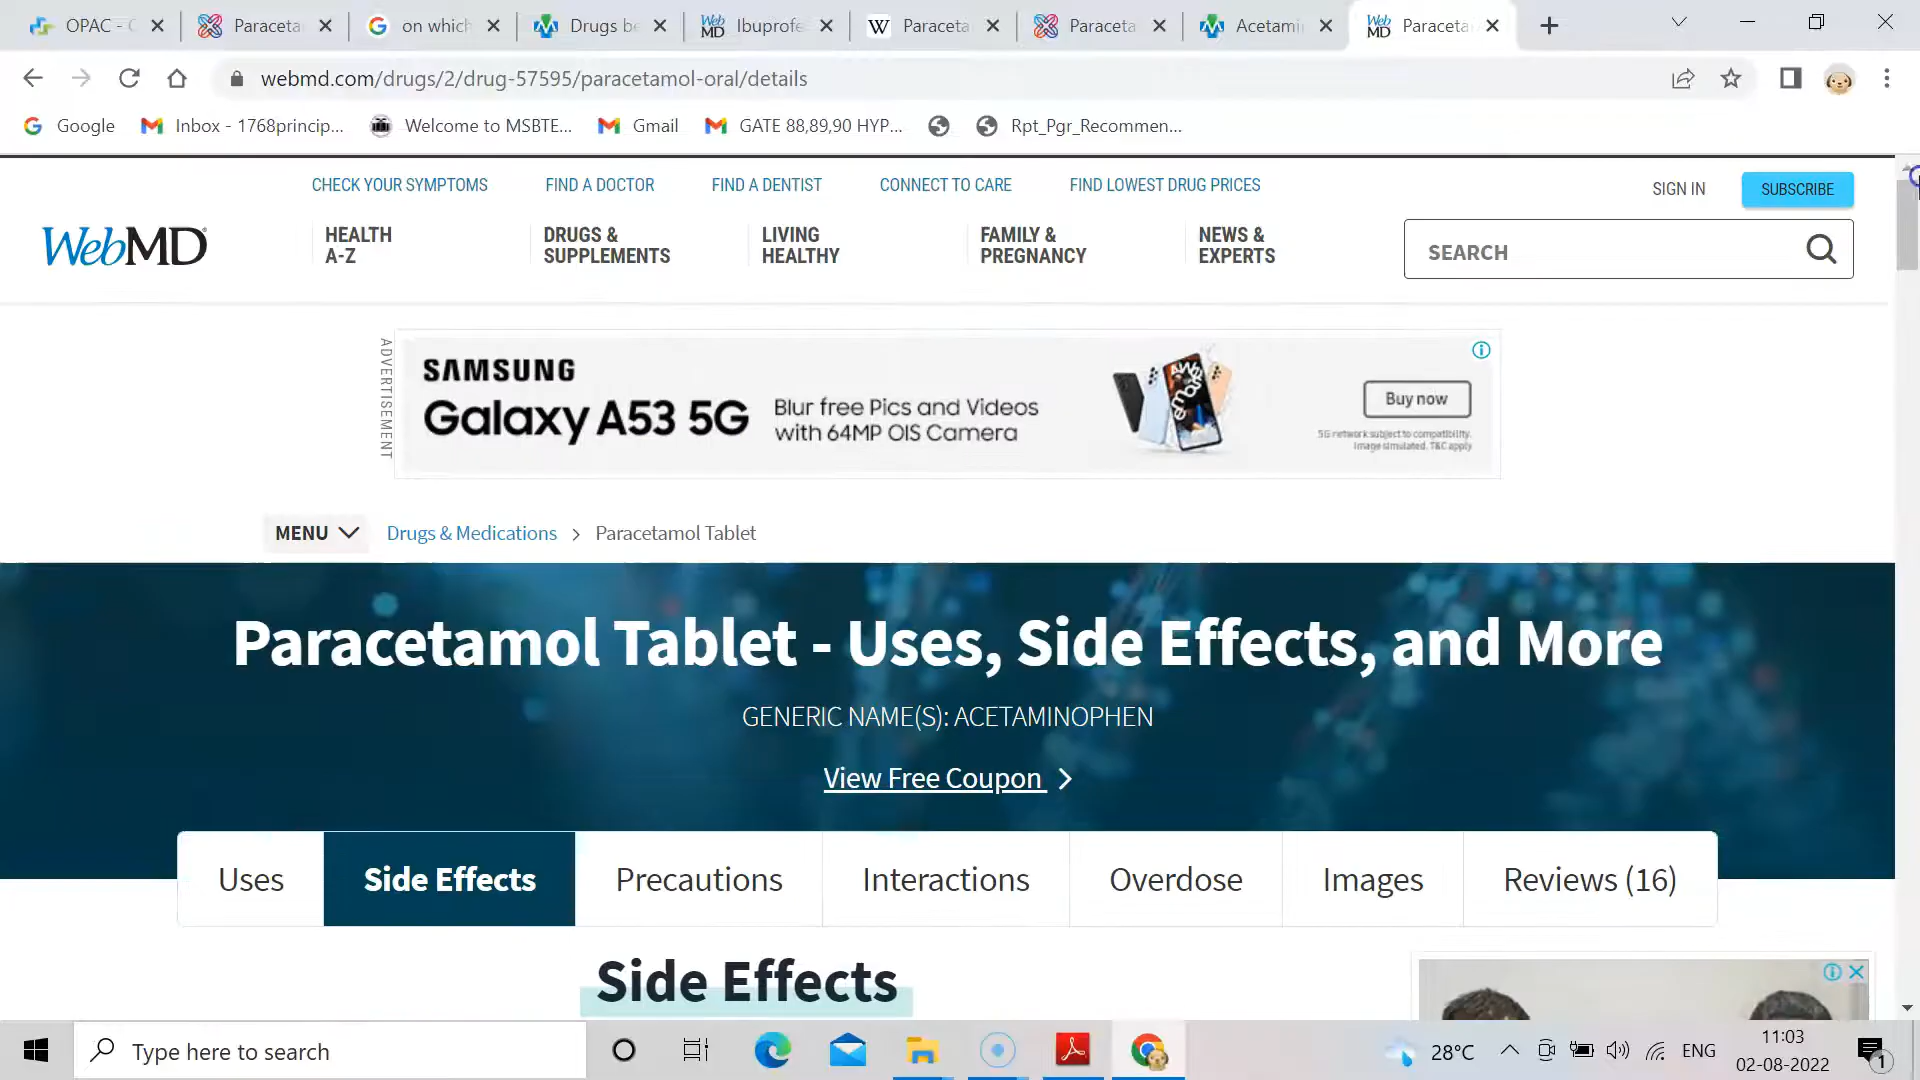 OPAC - C
Paraceta
on which
Drugs be
WebMD
Ibuprofe
W
Paraceta
Paraceta
Acetami
WebMD
Paraceta
webmd.com/drugs/2/drug-57595/paracetamol-oral/details
Google
Inbox - 1768princip...
Welcome to MSBTE...
Gmail
GATE 88,89,90 HYP...
Rpt_Pgr_Recommen...
CHECK YOUR SYMPTOMS
FIND A DOCTOR
FIND A DENTIST
CONNECT TO CARE
FIND LOWEST DRUG PRICES
SIGN IN
SUBSCRIBE
WebMD
HEALTH
A-Z
DRUGS &
SUPPLEMENTS
LIVING
HEALTHY
FAMILY &
PREGNANCY
NEWS &
EXPERTS
SEARCH
ADVERTISEMENT
SAMSUNG
Galaxy A53 5G
Blur free Pics and Videos
with 64MP OIS Camera
AWESOME
Buy now
5G network subject to compatibility.
Image simulated. T&C apply
MENU
Drugs & Medications > Paracetamol Tablet
Paracetamol Tablet - Uses, Side Effects, and More
GENERIC NAME(S): ACETAMINOPHEN
View Free Coupon >
Uses
Side Effects
Precautions
Interactions
Overdose
Images
Reviews (16)
Side Effects
Type here to search
28°C
ENG
11:03
02-08-2022
1